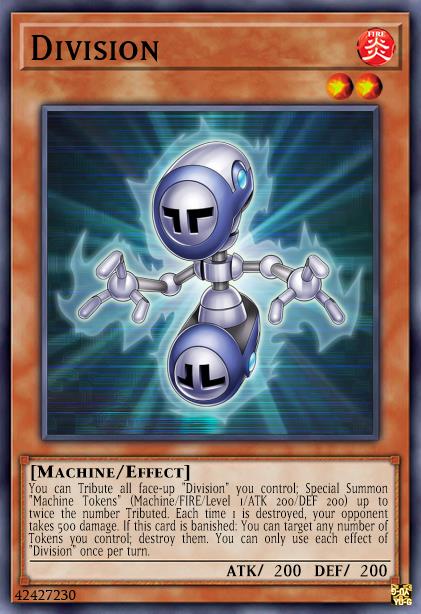 DIVISION
FIRE
炎
[MACHINE/EFFECT]
You can Tribute all face-up "Division" you control; Special Summon
"Machine Tokens" (Machine/FIRE/Level 1/ATK 200/DEF 200) up to
twice the number Tributed. Each time 1 is destroyed, your opponent
takes 500 damage. If this card is banished: You can target any number of
Tokens you control; destroy them. You can only use each effect of
"Division" once per turn.
ATK/ 200 DEF/ 200
42427230